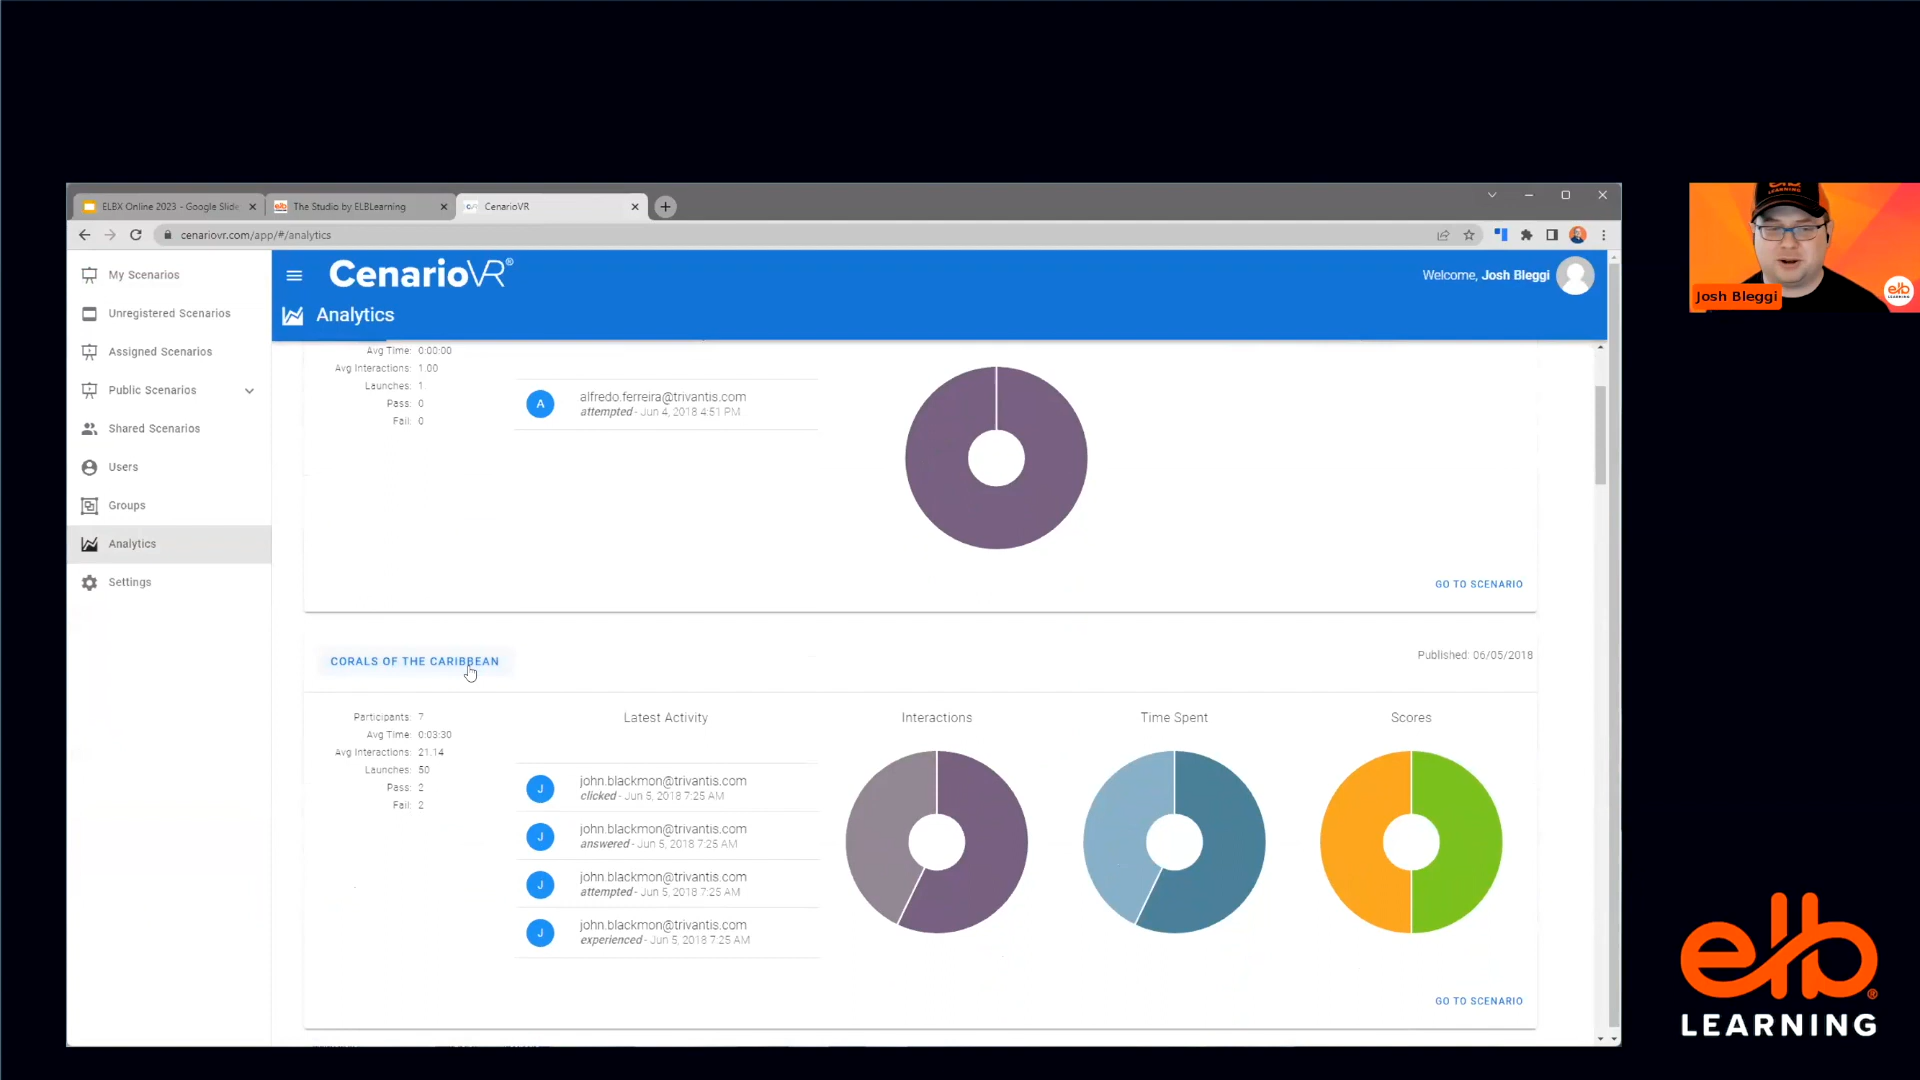 ELBX Online 2023 - Google Slide
The Studio by ELBLearning
CenarioVR
cenariovr.com/app/#/analytics
My Scenarios
Unregistered Scenarios
Assigned Scenarios
Public Scenarios
Shared Scenarios
Users
Groups
Analytics
Settings
CenarioVR®
Welcome, Josh Bleggi
Analytics
Avg Time: 0:00:00
Avg Interactions: 1.00
Launches: 1
Pass: 0
Fail: 0
A
alfredo.ferreira@trivantis.com
attempted - Jun 4, 2018 4:51 PM
GO TO SCENARIO
CORALS OF THE CARIBBEAN
Published: 06/05/2018
Participants: 7
Avg Time: 0:03:30
Avg Interactions: 21.14
Launches: 50
Pass: 2
Fail: 2
Latest Activity
J
john.blackmon@trivantis.com
clicked - Jun 5, 2018 7:25 AM
J
john.blackmon@trivantis.com
answered - Jun 5, 2018 7:25 AM
J
john.blackmon@trivantis.com
attempted - Jun 5, 2018 7:25 AM
J
john.blackmon@trivantis.com
experienced - Jun 5, 2018 7:25 AM
Interactions
Time Spent
Scores
GO TO SCENARIO
Josh Bleggi
elb
LEARNING
elb®
LEARNING